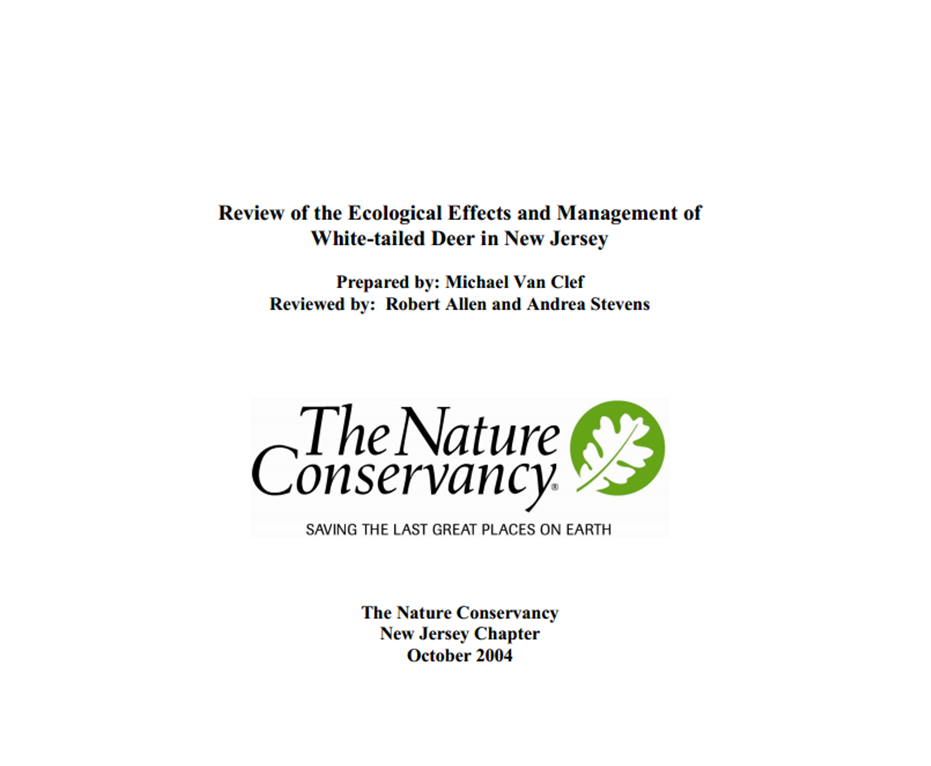 Review of the Ecological Effects and Management of
White-tailed Deer in New Jersey
Prepared by: Michael Van Clef
Reviewed by: Robert Allen and Andrea Stevens
The Nature
Conservancy®
SAVING THE LAST GREAT PLACES ON EARTH
The Nature Conservancy
New Jersey Chapter
October 2004